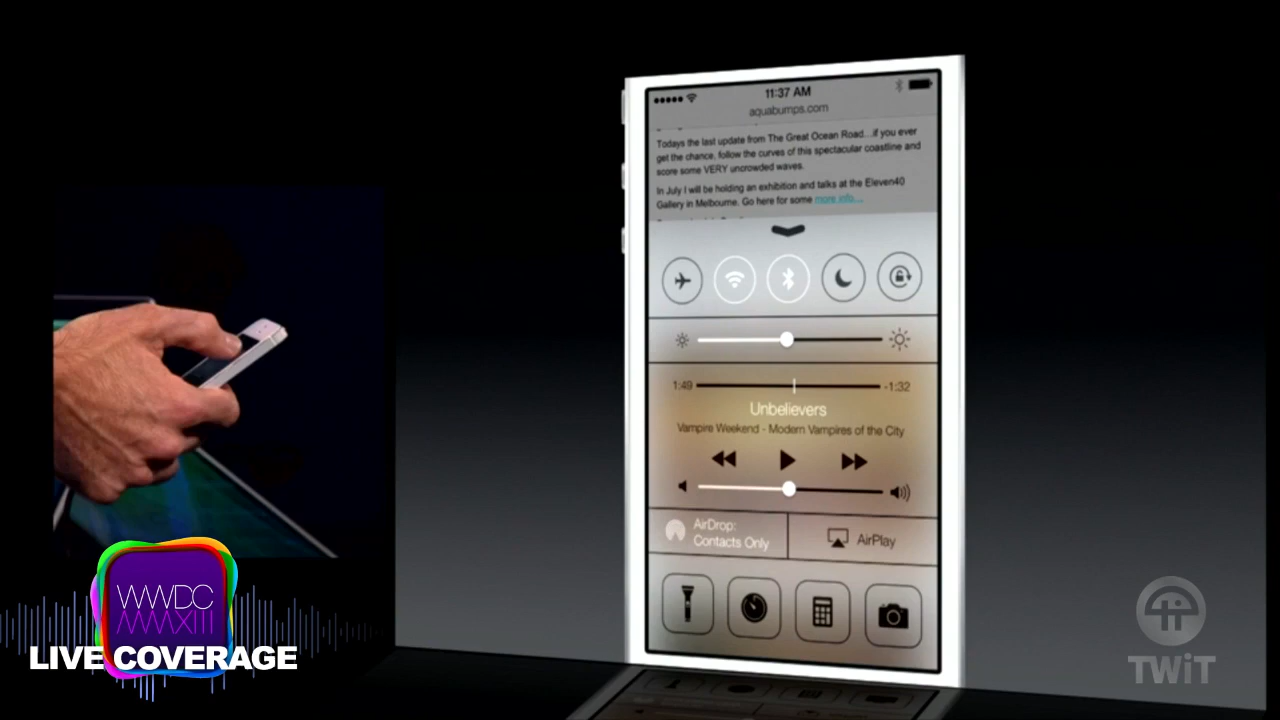 11:37 AM
aquabumps.com
Todays the last update from The Great Ocean Road...if you ever
get the chance, follow the curves of this spectacular coastline and
score some VERY uncrowded waves.
In July I will be holding an exhibition and talks at the Eleven40
Gallery in Melbourne. Go here for some more info...
1:49
-1:32
Unbelievers
Vampire Weekend - Modern Vampires of the City
AirDrop:
Contacts Only
AirPlay
WWDC
MMXIII
LIVE COVERAGE
TWiT